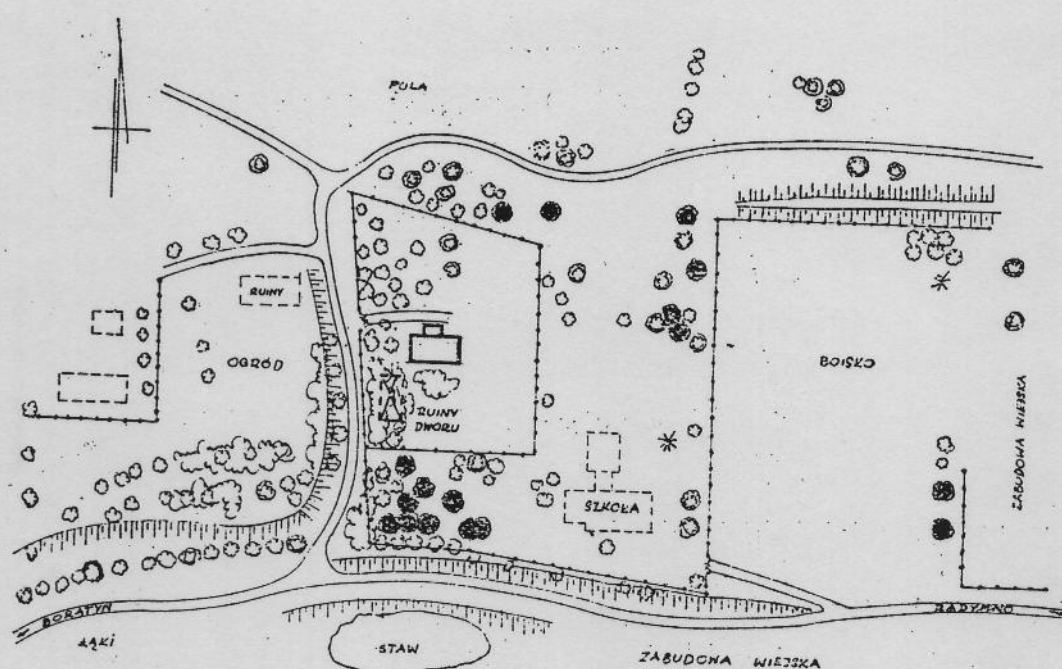 POLA
RUINY
OGRÓD
BOISKO
RUINY
DWORU
ZABUDOWA WIEJSKA
SZKOŁA
BORATYN
RADYMNO
ŁĄKI
STAW
ZABUDOWA WIEJSKA